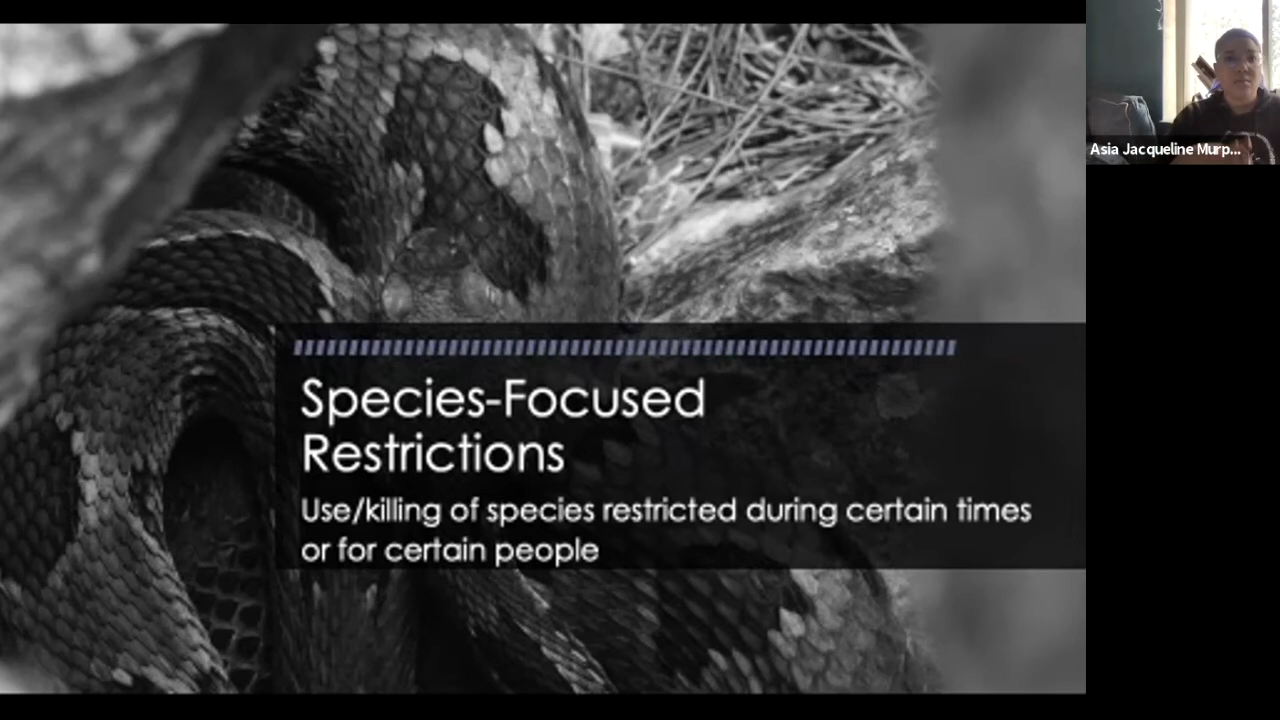 Species-Focused
Restrictions
Use/killing of species restricted during certain times
or for certain people
Asia Jacqueline Murp...